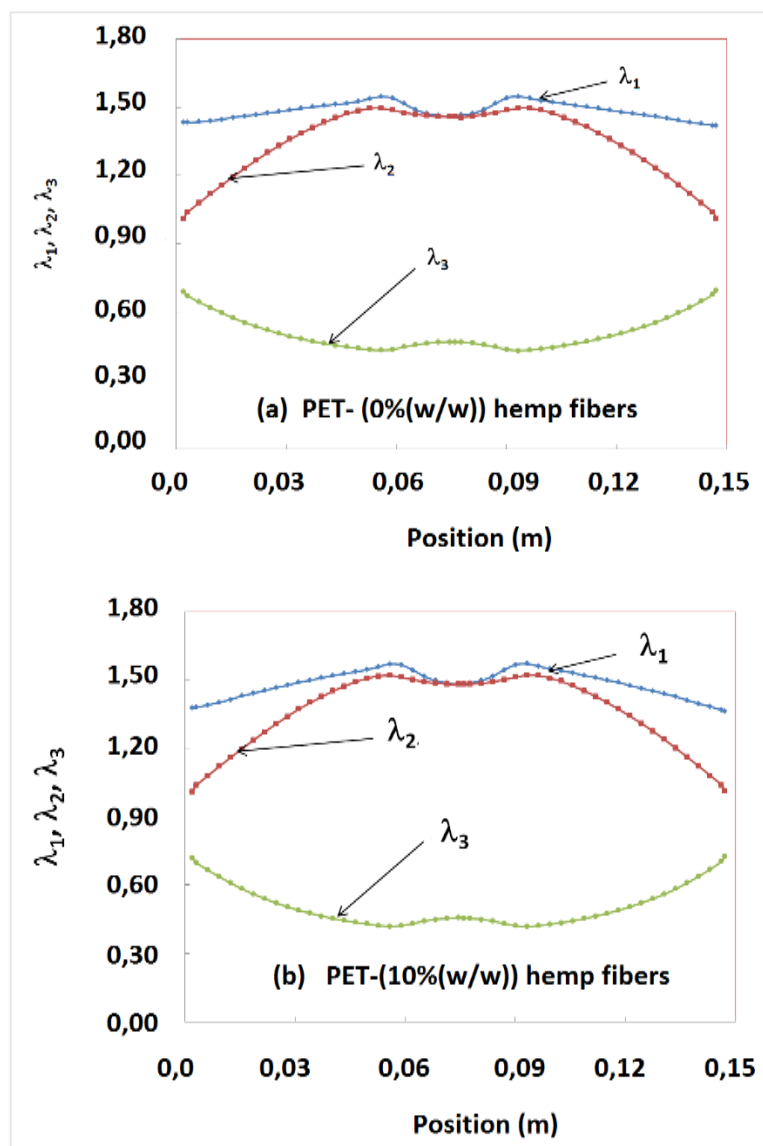 1,80
1,50
1,20
0,90
0,60
0,30
0,00
λ1, λ2, λ3
λ1
λ2
λ3
(a) PET- (0%(w/w)) hemp fibers
0,0 0,03 0,06 0,09 0,12 0,15
Position (m)
1,80
1,50
1,20
0,90
0,60
0,30
0,00
λ1, λ2, λ3
λ1
λ2
λ3
(b) PET-(10%(w/w)) hemp fibers
0,0 0,03 0,06 0,09 0,12 0,15
Position (m)